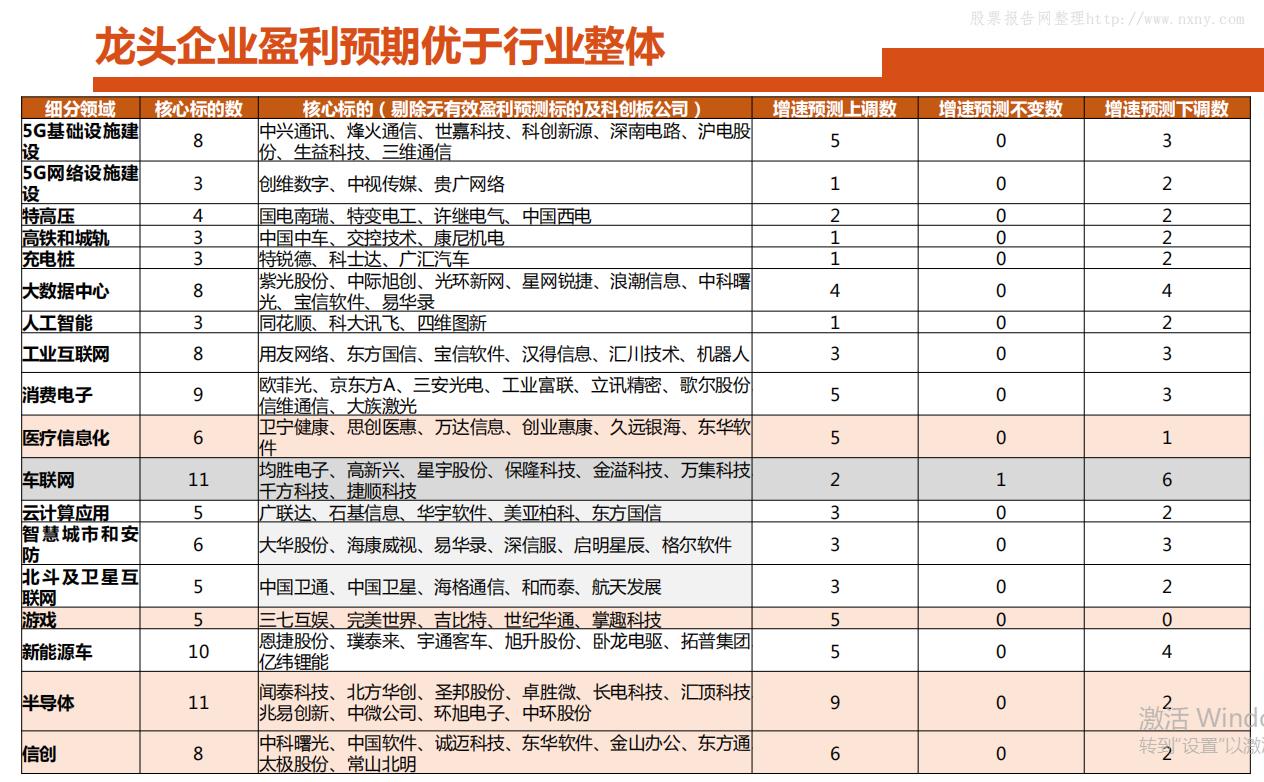 股票报告网整理http://www.nxny.com
龙头企业盈利预期优于行业整体
细分领域 核心标的数 核心标的（剔除无有效盈利预测标的及科创板公司） 增速预测上调数 增速预测不变数 增速预测下调数
5G基础设施建
设 8 中兴通讯、烽火通信、世嘉科技、科创新源、深南电路、沪电股
份、生益科技、三维通信 5 0 3
5G网络设施建
设 3 创维数字、中视传媒、贵广网络 1 0 2
特高压 4 国电南瑞、特变电工、许继电气、中国西电 2 0 2
高铁和城轨 3 中国中车、交控技术、康尼机电 1 0 2
充电桩 3 特锐德、科士达、广汇汽车 1 0 2
大数据中心 8 紫光股份、中际旭创、光环新网、星网锐捷、浪潮信息、中科曙
光、宝信软件、易华录 4 0 4
人工智能 3 同花顺、科大讯飞、四维图新 1 0 2
工业互联网 8 用友网络、东方国信、宝信软件、汉得信息、汇川技术、机器人 3 0 3
消费电子 9 欧菲光、京东方A、三安光电、工业富联、立讯精密、歌尔股份
信维通信、大族激光 5 0 3
医疗信息化 6 卫宁健康、思创医惠、万达信息、创业惠康、久远银海、东华软
件 5 0 1
车联网 11 均胜电子、高新兴、星宇股份、保隆科技、金溢科技、万集科技
千方科技、捷顺科技 2 1 6
云计算应用 5 广联达、石基信息、华宇软件、美亚柏科、东方国信 3 0 2
智慧城市和安
防 6 大华股份、海康威视、易华录、深信服、启明星辰、格尔软件 3 0 3
北斗及卫星互
联网 5 中国卫通、中国卫星、海格通信、和而泰、航天发展 3 0 2
游戏 5 三七互娱、完美世界、吉比特、世纪华通、掌趣科技 5 0 0
新能源车 10 恩捷股份、璞泰来、宇通客车、旭升股份、卧龙电驱、拓普集团
亿纬锂能 5 0 4
半导体 11 闻泰科技、北方华创、圣邦股份、卓胜微、长电科技、汇顶科技
兆易创新、中微公司、环旭电子、中环股份 9 0 2
信创 8 中科曙光、中国软件、诚迈科技、东华软件、金山办公、东方通
太极股份、常山北明 6 0 2
激活 Windo
转到"设置"以激